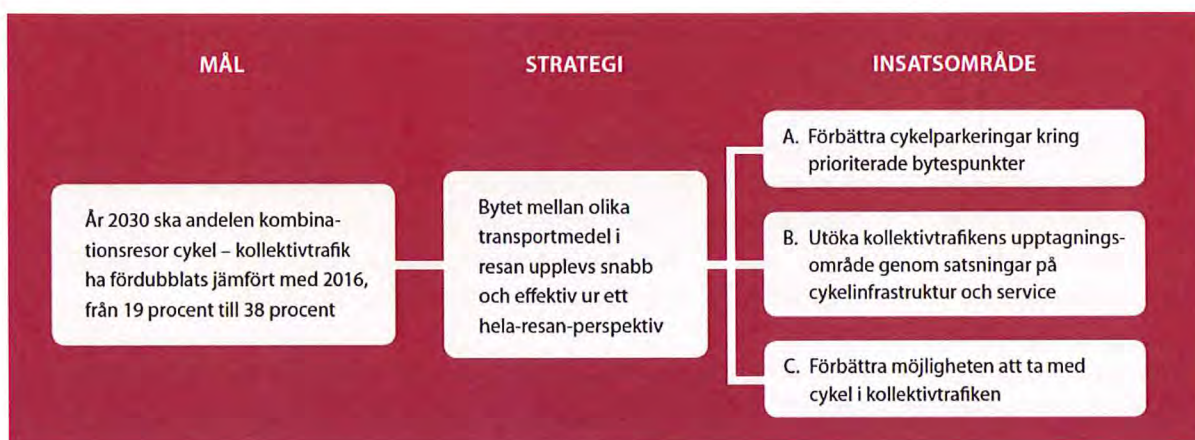 MÅL
År 2030 ska andelen kombina-
tionsresor cykel – kollektivtrafik
ha fördubblats jämfört med 2016,
från 19 procent till 38 procent
STRATEGI
Bytet mellan olika
transportmedel i
resan upplevs snabb
och effektiv ur ett
hela-resan-perspektiv
INSATSOMRÅDE
A. Förbättra cykelparkeringar kring
prioriterade bytespunkter
B. Utöka kollektivtrafikens upptagnings-
område genom satsningar på
cykelinfrastruktur och service
C. Förbättra möjligheten att ta med
cykel i kollektivtrafiken